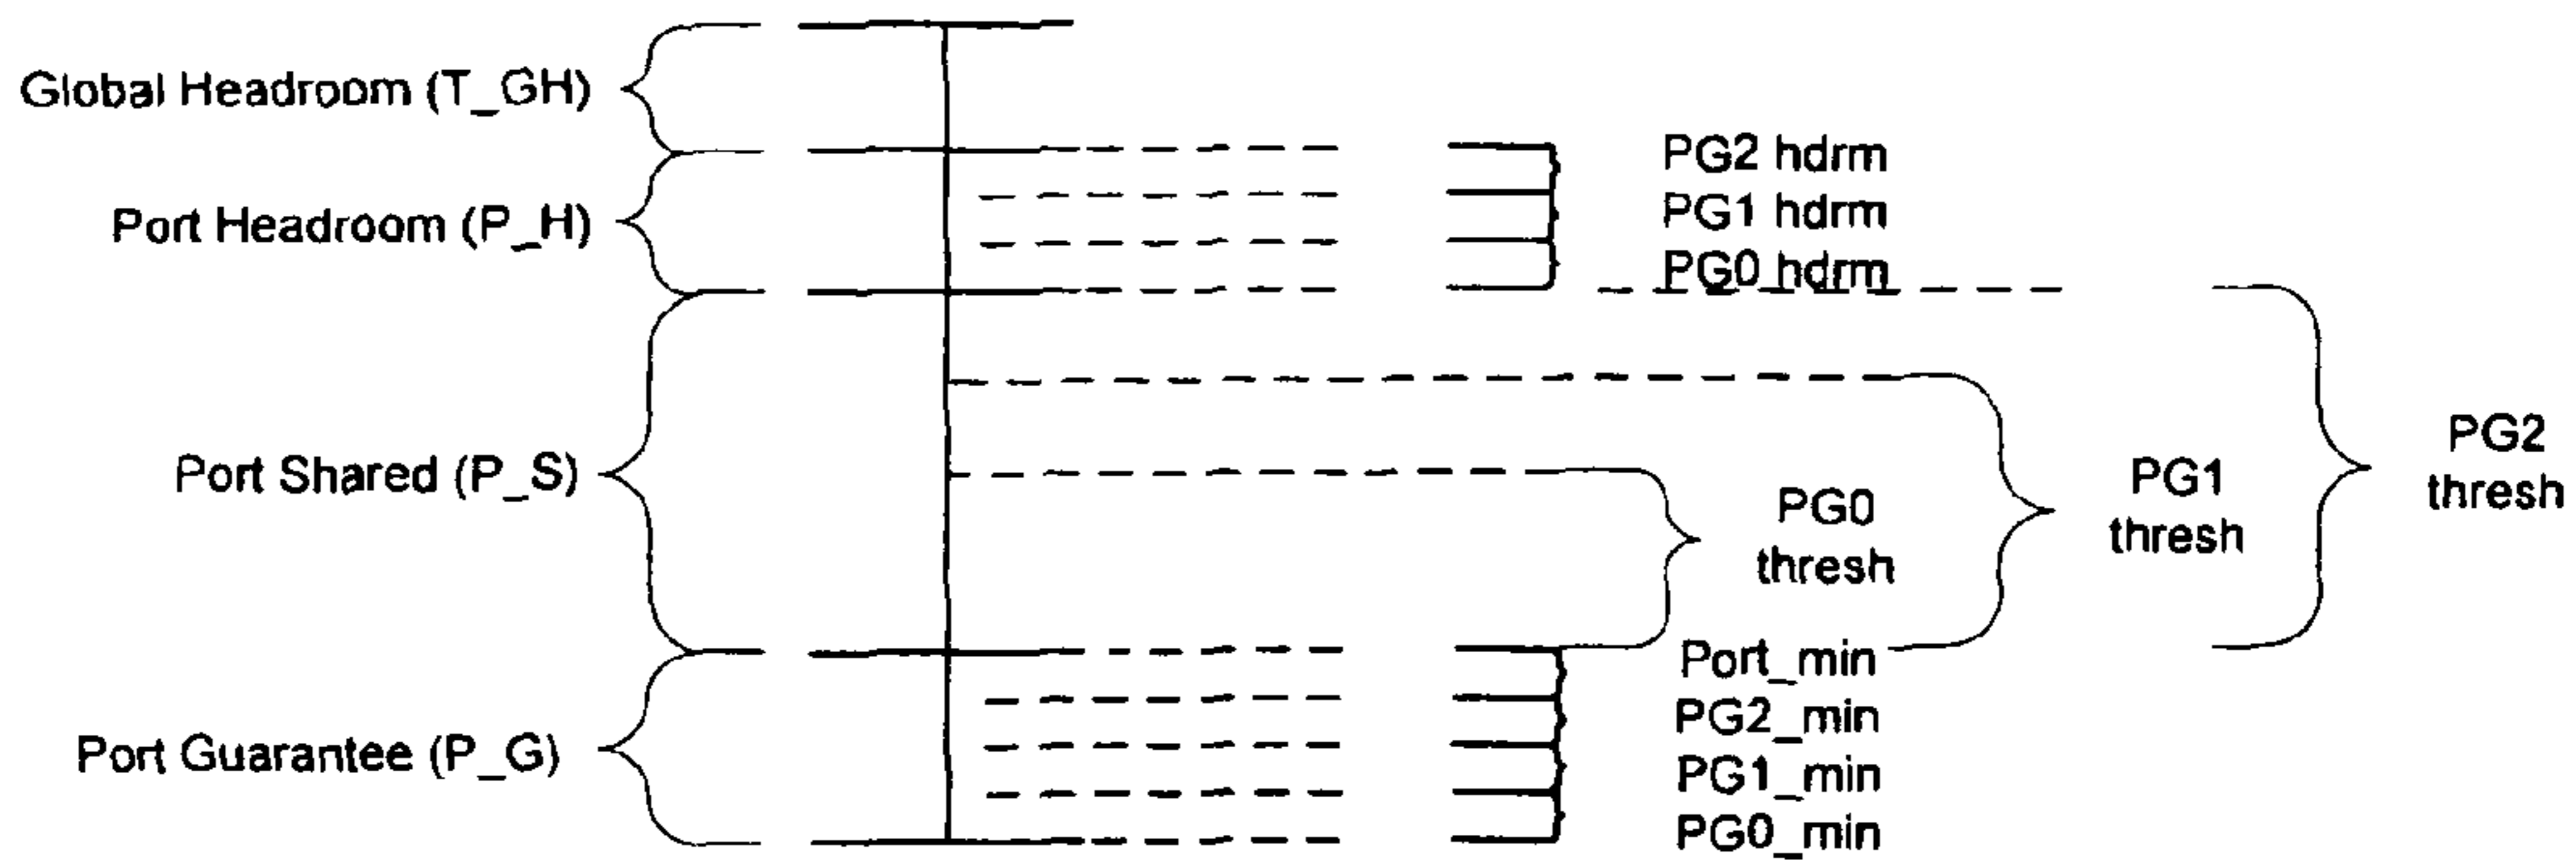 Global Headroom (T_GH)
Port Headroom (P_H)
Port Shared (P_S)
Port Guarantee (P_G)
PG2 hdrm
PG1 hdrm
PG0 hdrm
PG0
thresh
PG1
thresh
PG2
thresh
Port_min
PG2_min
PG1_min
PG0_min